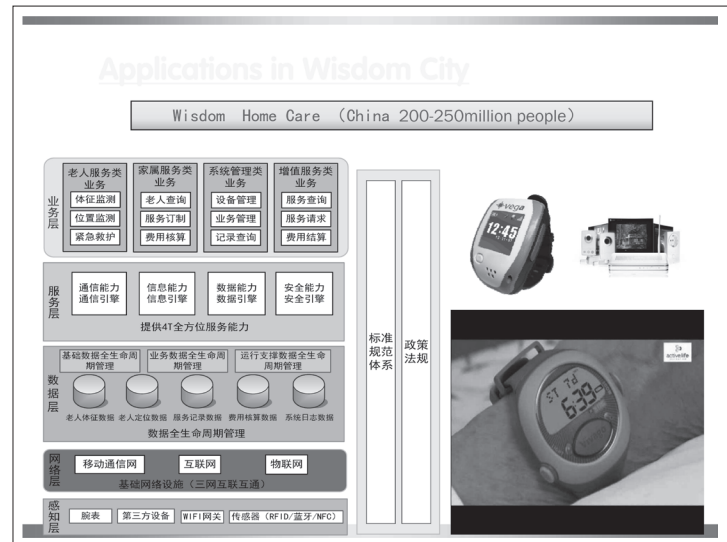 Applications in Wisdom City
Wisdom Home Care （China 200-250million people）
业务层
老人服务类业务
体征监测
位置监测
紧急救护
家属服务类业务
老人查询
服务订制
费用核算
系统管理类业务
设备管理
业务管理
记录查询
增值服务类业务
服务查询
服务请求
费用结算
服务层
通信能力
通信引擎
信息能力
信息引擎
数据能力
数据引擎
安全能力
安全引擎
提供4T全方位服务能力
数据层
基础数据全生命周期管理
业务数据全生命周期管理
运行支撑数据全生命周期管理
老人体征数据
老人定位数据
服务记录数据
费用核算数据
系统日志数据
数据全生命周期管理
网络层
移动通信网
互联网
物联网
基础网络设施（三网互联互通）
感知层
腕表
第三方设备
WIFI网关
传感器（RFID/蓝牙/NFC）
标准规范体系
政策法规
vega
12:45
activelife
ST 7d
6:39